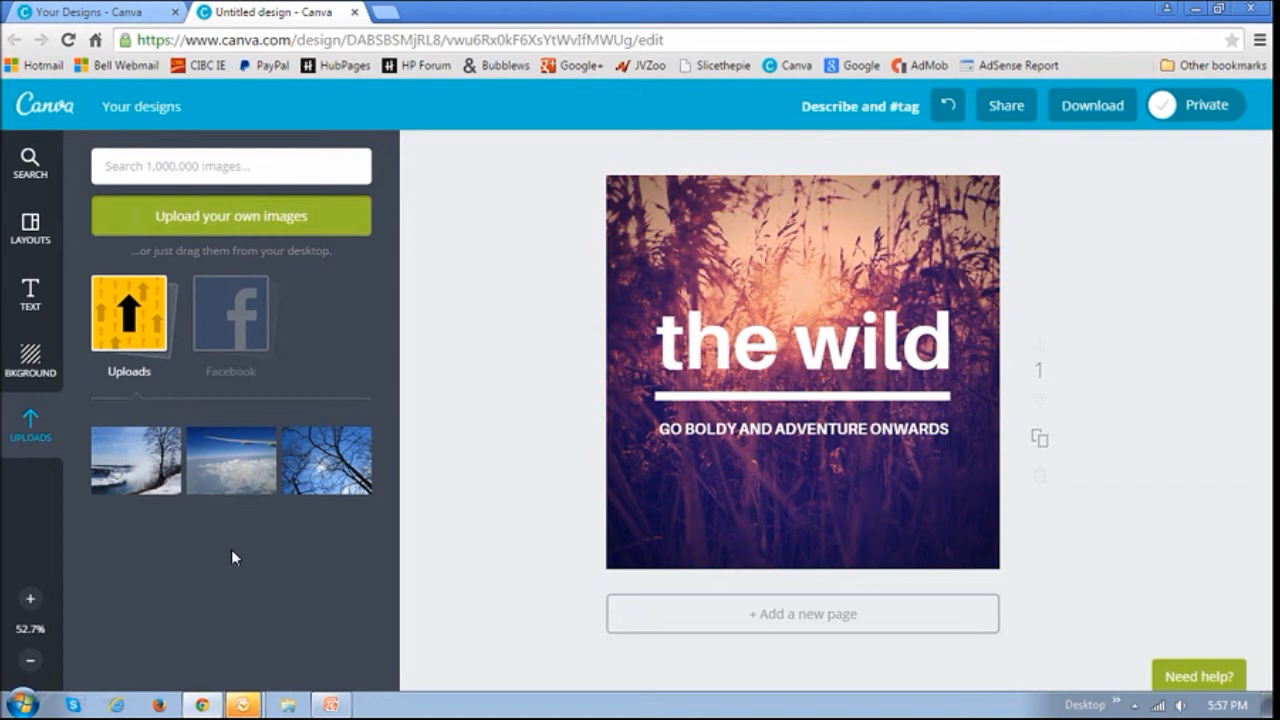 Your Designs - Canva
Untitled design - Canva
https://www.canva.com/design/DABSBSMjRL8/vwu6Rx0kF6XsYtWvIfMWUg/edit
Hotmail
Bell Webmail
CIBC IE
PayPal
HubPages
HP Forum
Bubblews
Google+
JVZoo
Slicethepie
Canva
Google
AdMob
AdSense Report
Other bookmarks
Canva
Your designs
Describe and #tag
Share
Download
Private
SEARCH
LAYOUTS
TEXT
BKGROUND
UPLOADS
Search 1,000,000 images...
Upload your own images
...or just drag them from your desktop.
Uploads
Facebook
the wild
GO BOLDY AND ADVENTURE ONWARDS
1
+ Add a new page
+
52.7%
−
Need help?
Desktop
5:57 PM